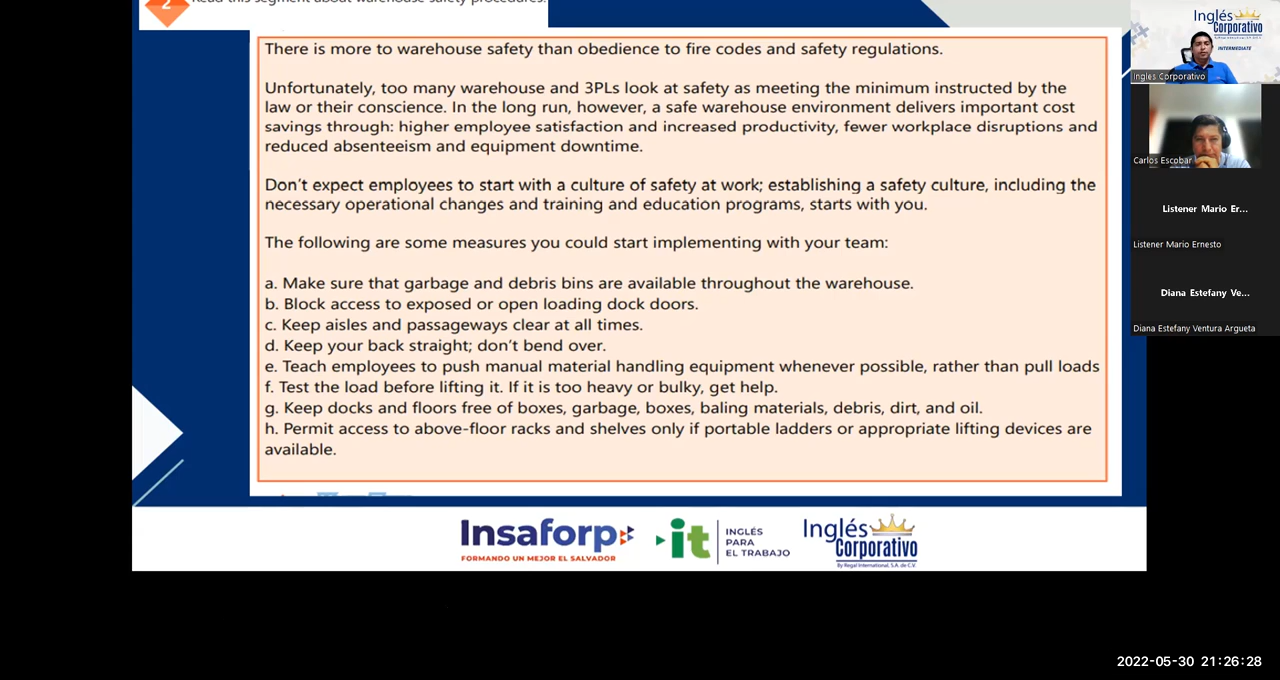 2
Read this segment about warehouse safety procedures.
There is more to warehouse safety than obedience to fire codes and safety regulations.
Unfortunately, too many warehouse and 3PLs look at safety as meeting the minimum instructed by the
law or their conscience. In the long run, however, a safe warehouse environment delivers important cost
savings through: higher employee satisfaction and increased productivity, fewer workplace disruptions and
reduced absenteeism and equipment downtime.
Don't expect employees to start with a culture of safety at work; establishing a safety culture, including the
necessary operational changes and training and education programs, starts with you.
The following are some measures you could start implementing with your team:
a. Make sure that garbage and debris bins are available throughout the warehouse.
b. Block access to exposed or open loading dock doors.
c. Keep aisles and passageways clear at all times.
d. Keep your back straight; don't bend over.
e. Teach employees to push manual material handling equipment whenever possible, rather than pull loads
f. Test the load before lifting it. If it is too heavy or bulky, get help.
g. Keep docks and floors free of boxes, garbage, boxes, baling materials, debris, dirt, and oil.
h. Permit access to above-floor racks and shelves only if portable ladders or appropriate lifting devices are
available.
Insaforp
FORMANDO UN MEJOR EL SALVADOR
it
INGLÉS
PARA
EL TRABAJO
Inglés
Corporativo
By Regal International, S.A. de C.V.
Inglés
Corporativo
INTERMEDIATE
Ingles Corporativo
Carlos Escobar
Listener Mario Er...
Listener Mario Ernesto
Diana Estefany Ve...
Diana Estefany Ventura Argueta
2022-05-30 21:26:28